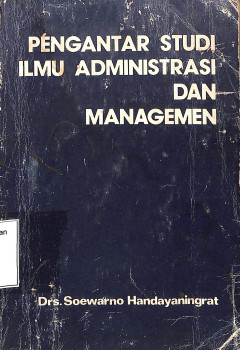 PENGANTAR STUDI
ILMU ADMINISTRASI
DAN
MANAGEMEN
Drs. Soewarno Handayaningrat